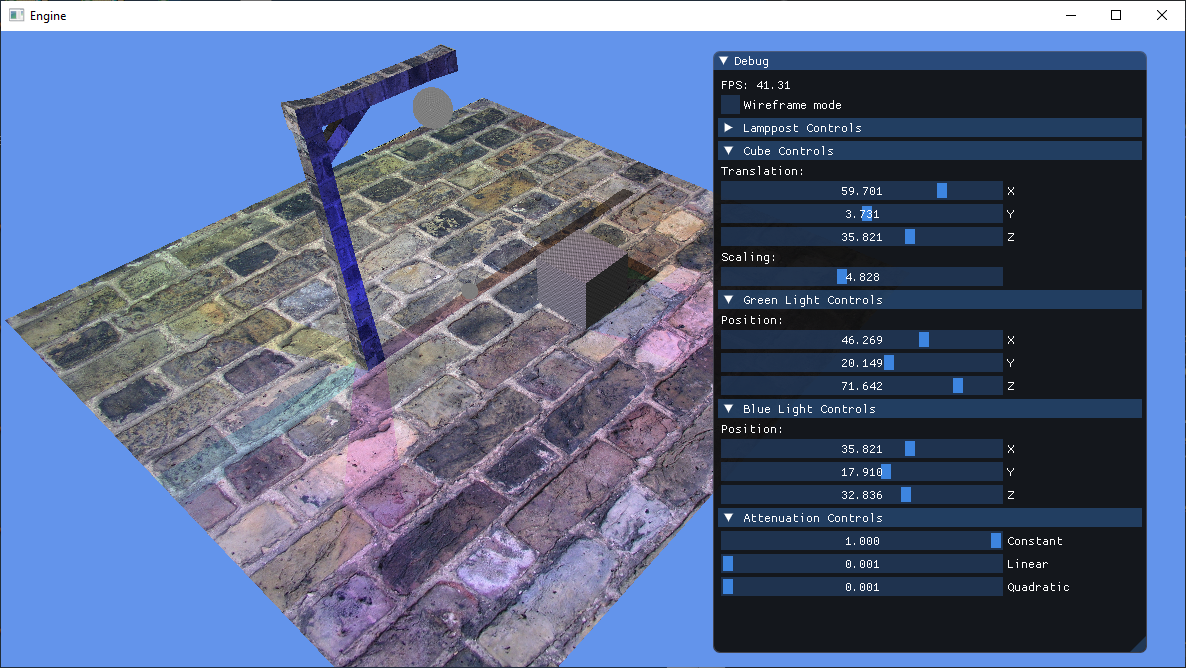 Engine
Debug
FPS: 41.31
Wireframe mode
Lamppost Controls
Cube Controls
Translation:
59.701 X
3.731 Y
35.821 Z
Scaling:
4.828
Green Light Controls
Position:
46.269 X
20.149 Y
71.642 Z
Blue Light Controls
Position:
35.821 X
17.910 Y
32.836 Z
Attenuation Controls
1.000 Constant
0.001 Linear
0.001 Quadratic